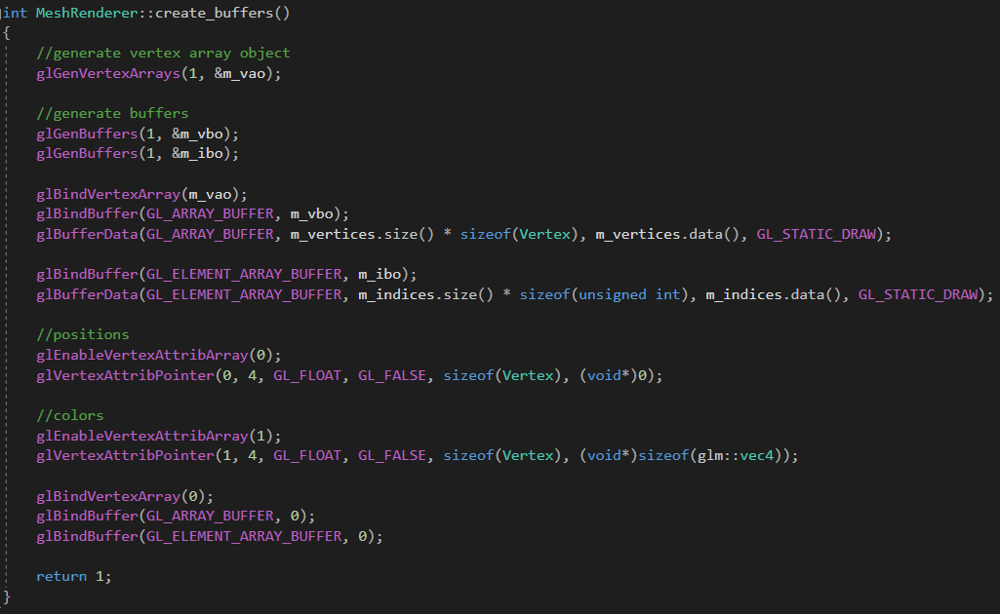 int MeshRenderer::create_buffers()
{
//generate vertex array object
glGenVertexArrays(1, &m_vao);
//generate buffers
glGenBuffers(1, &m_vbo);
glGenBuffers(1, &m_ibo);
glBindVertexArray(m_vao);
glBindBuffer(GL_ARRAY_BUFFER, m_vbo);
glBufferData(GL_ARRAY_BUFFER, m_vertices.size() * sizeof(Vertex), m_vertices.data(), GL_STATIC_DRAW);
glBindBuffer(GL_ELEMENT_ARRAY_BUFFER, m_ibo);
glBufferData(GL_ELEMENT_ARRAY_BUFFER, m_indices.size() * sizeof(unsigned int), m_indices.data(), GL_STATIC_DRAW);
//positions
glEnableVertexAttribArray(0);
glVertexAttribPointer(0, 4, GL_FLOAT, GL_FALSE, sizeof(Vertex), (void*)0);
//colors
glEnableVertexAttribArray(1);
glVertexAttribPointer(1, 4, GL_FLOAT, GL_FALSE, sizeof(Vertex), (void*)sizeof(glm::vec4));
glBindVertexArray(0);
glBindBuffer(GL_ARRAY_BUFFER, 0);
glBindBuffer(GL_ELEMENT_ARRAY_BUFFER, 0);
return 1;
}